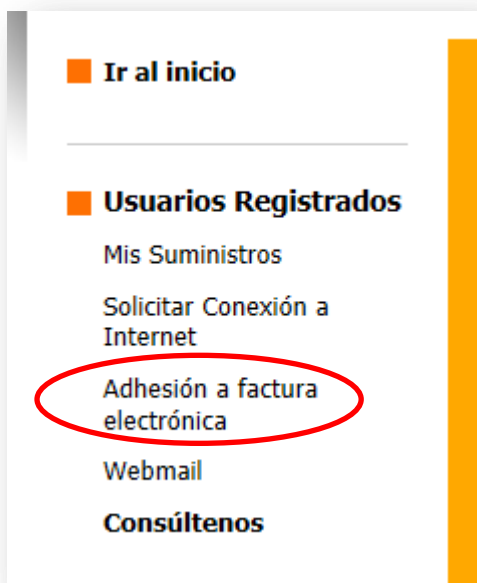 Ir al inicio
Usuarios Registrados
Mis Suministros
Solicitar Conexión a
Internet
Adhesión a factura
electrónica
Webmail
Consúltenos